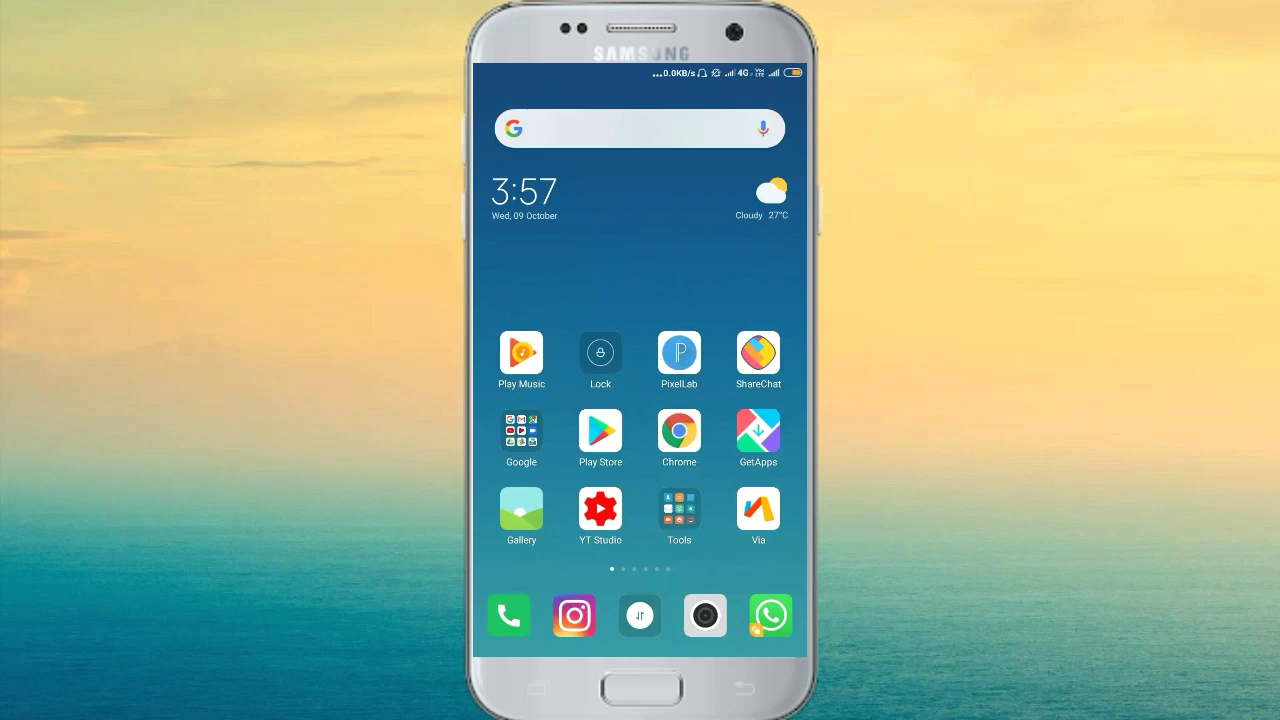 SAMSUNG
...0.0KB/s 4G VoLTE
3:57
Wed, 09 October
Cloudy 27°C
Play Music Lock PixelLab ShareChat
Google Play Store Chrome GetApps
Gallery YT Studio Tools Via